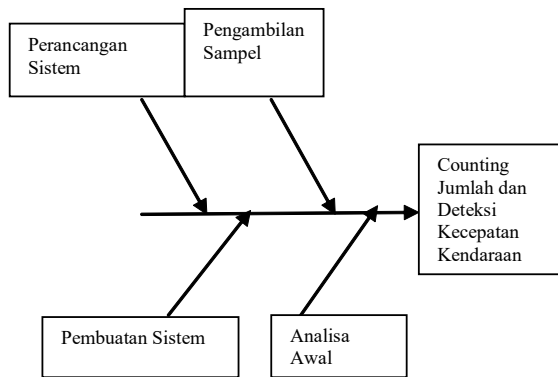 Perancangan
Sistem
Pengambilan
Sampel
Counting
Jumlah dan
Deteksi
Kecepatan
Kendaraan
Pembuatan Sistem
Analisa
Awal